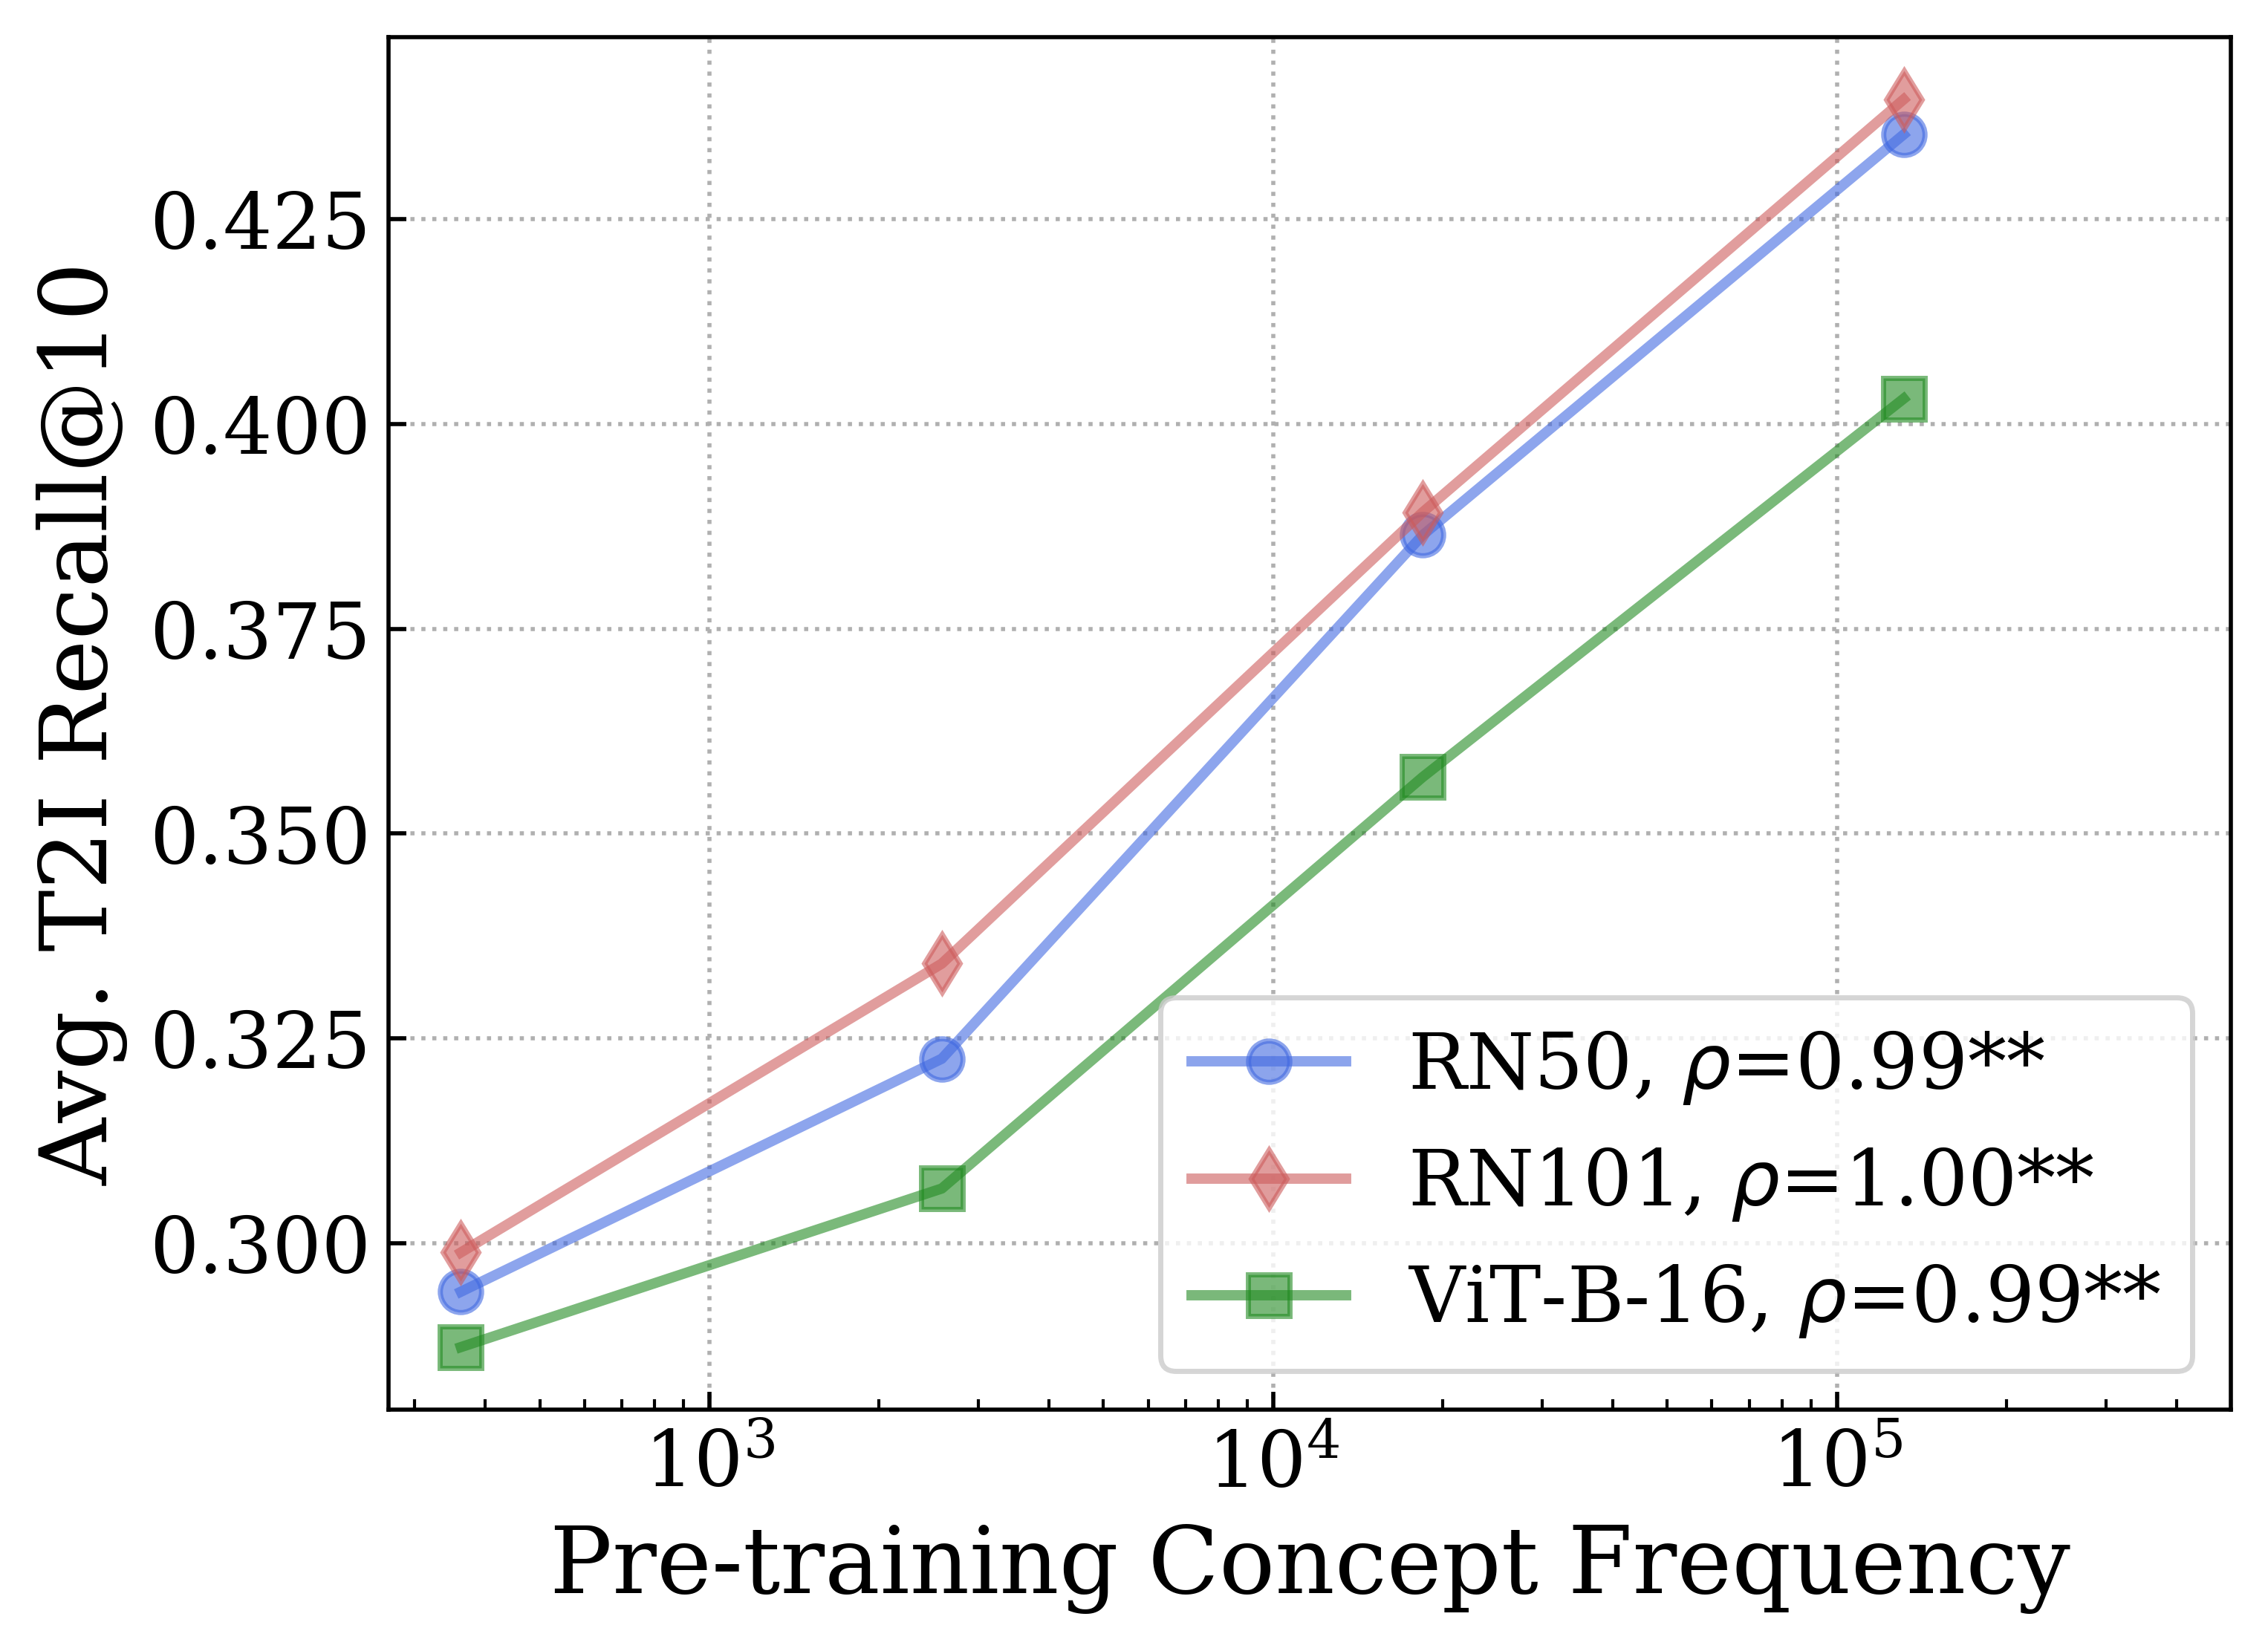 Avg. T2I Recall@10
0.425
0.400
0.375
0.350
0.325
0.300
RN50, ρ=0.99**
RN101, ρ=1.00**
ViT-B-16, ρ=0.99**
10³
10⁴
10⁵
Pre-training Concept Frequency